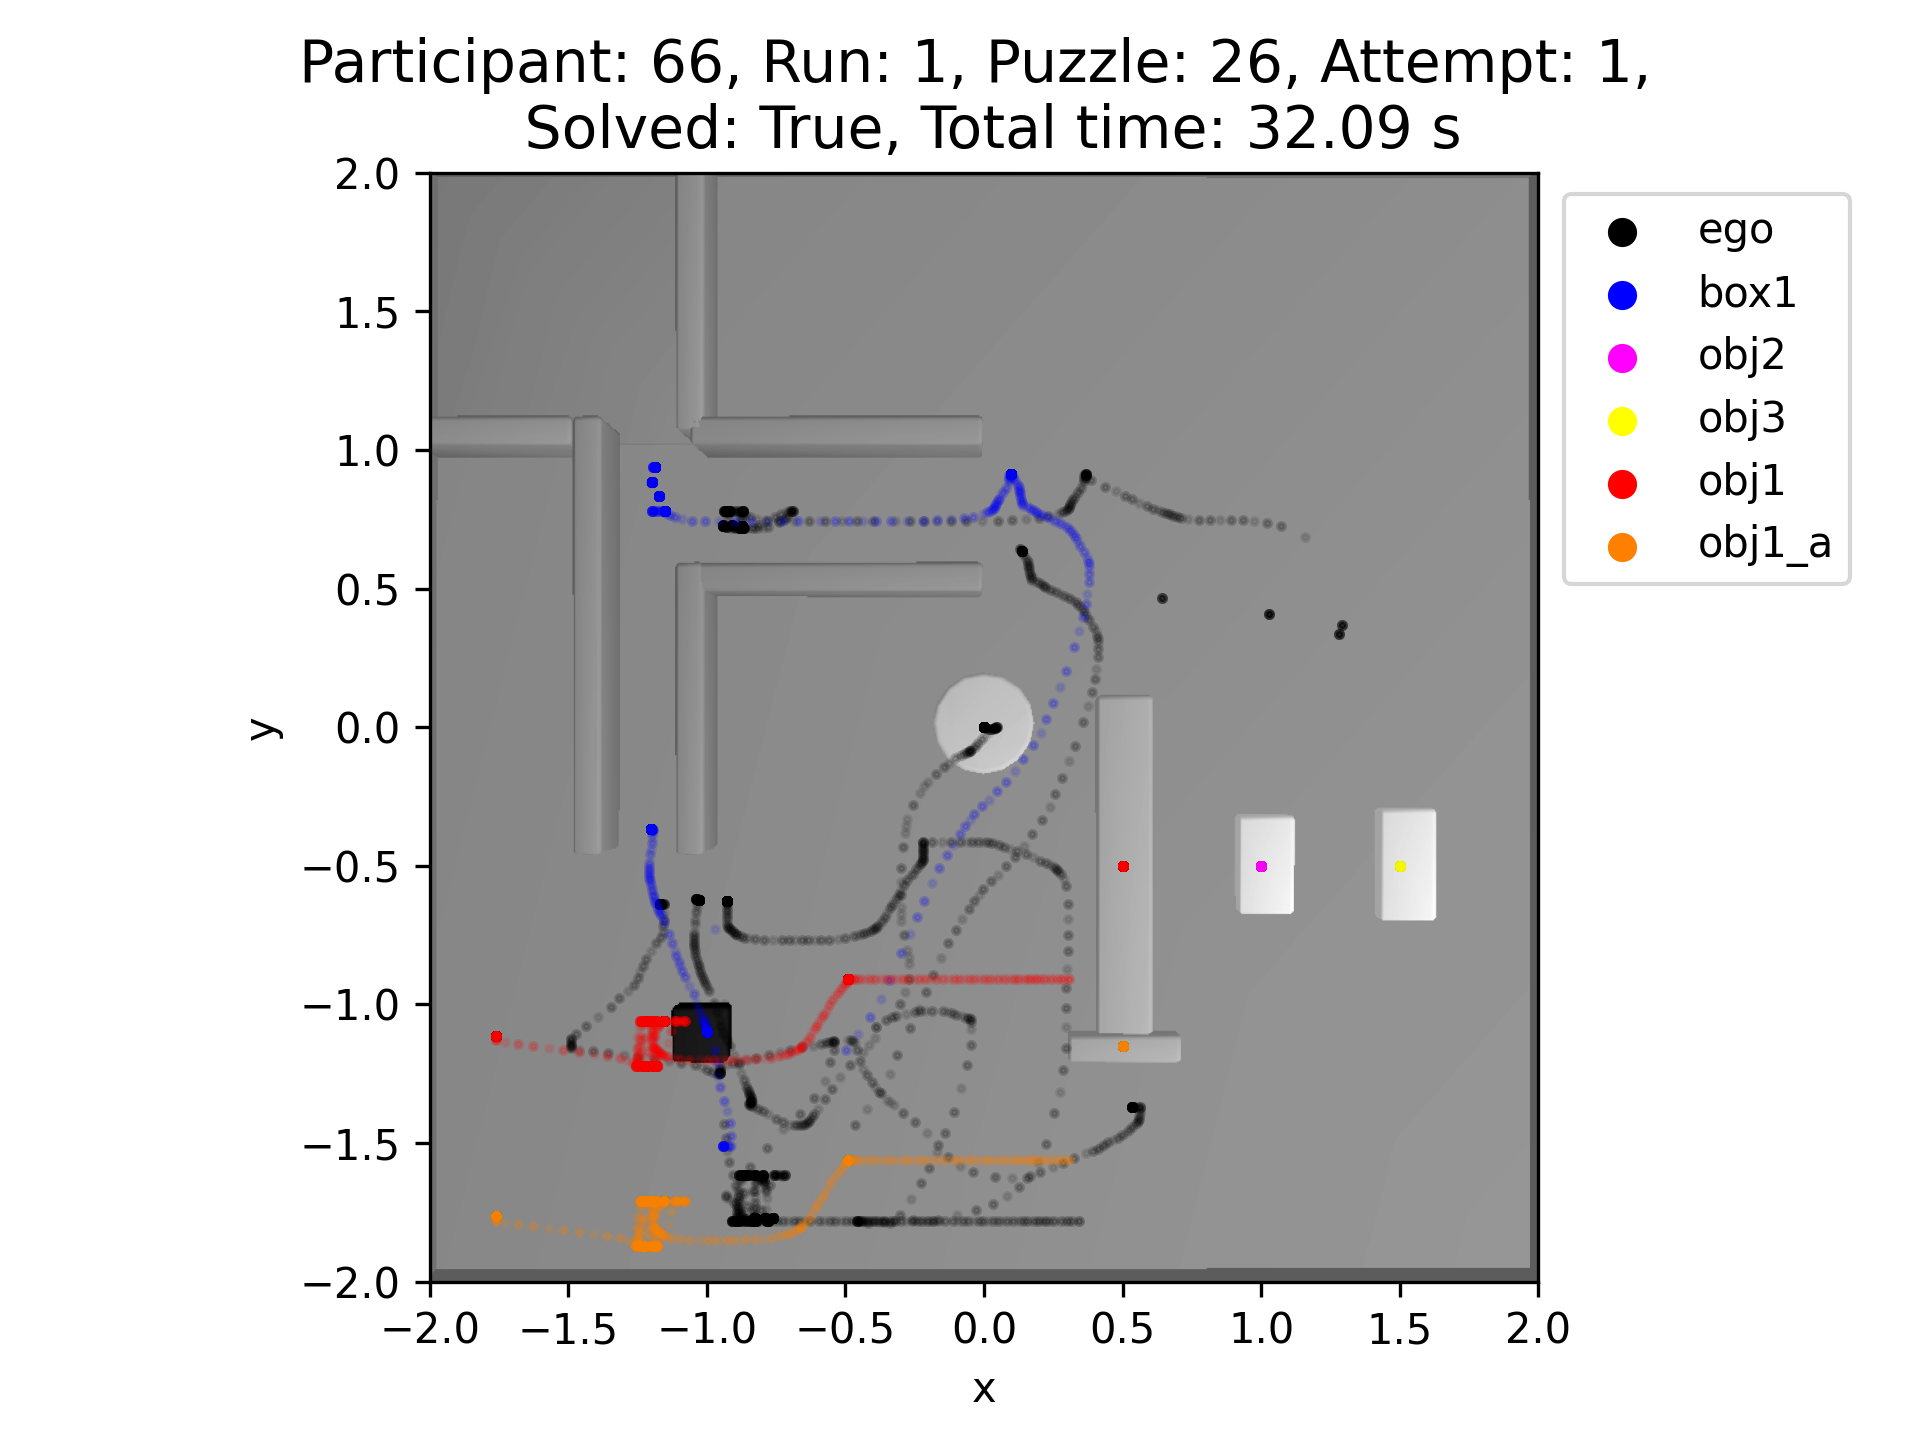 Participant: 66, Run: 1, Puzzle: 26, Attempt: 1,
Solved: True, Total time: 32.09 s
2.0
1.5
1.0
0.5
0.0
−0.5
−1.0
−1.5
−2.0
y
−2.0 −1.5 −1.0 −0.5 0.0 0.5 1.0 1.5 2.0
x
ego
box1
obj2
obj3
obj1
obj1_a